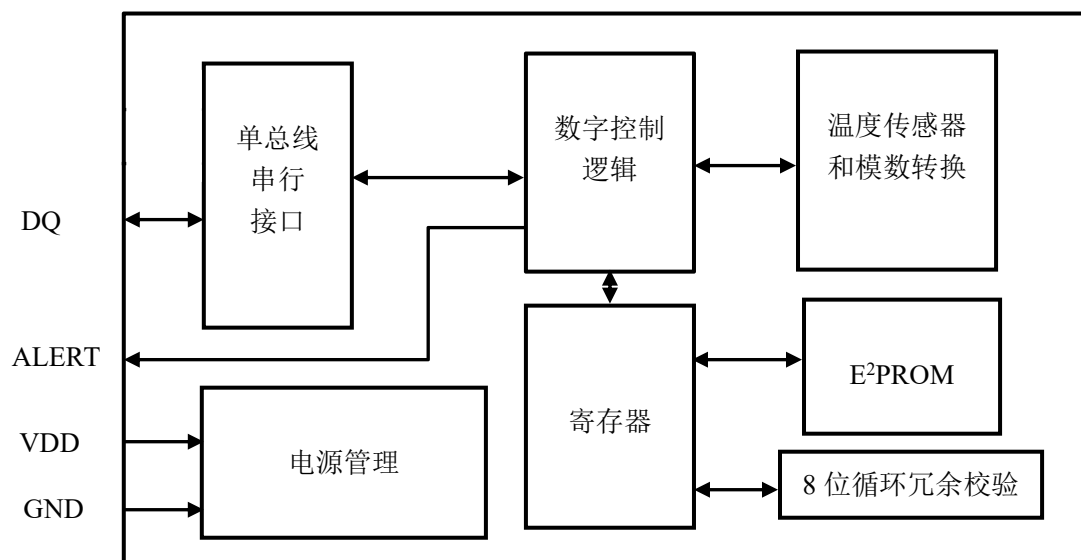 单总线
串行
接口
数字控制
逻辑
温度传感器
和模数转换
DQ
ALERT
E²PROM
VDD
电源管理
寄存器
GND
8 位循环冗余校验